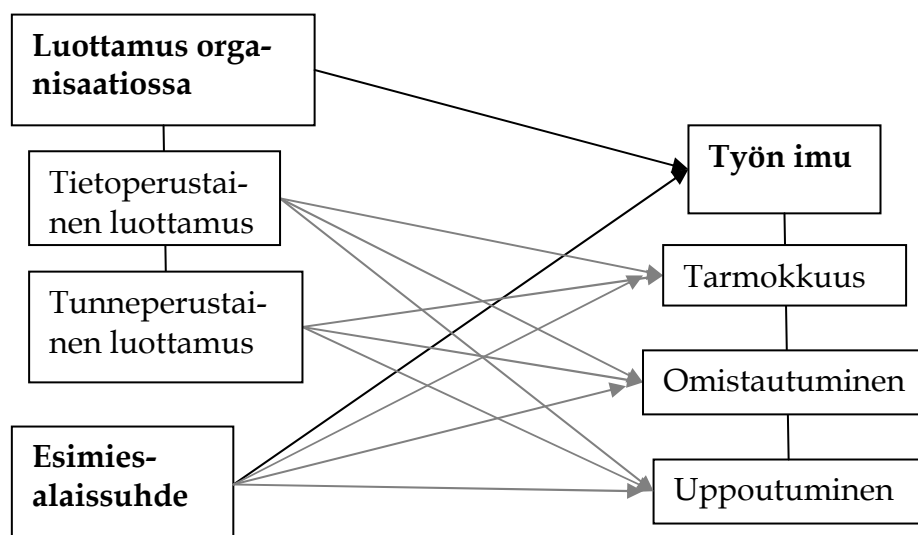 Luottamus orga-
nisaatiossa
Tietoperustai-
nen luottamus
Tunneperustai-
nen luottamus
Esimies-
alaissuhde
Työn imu
Tarmokkuus
Omistautuminen
Uppoutuminen